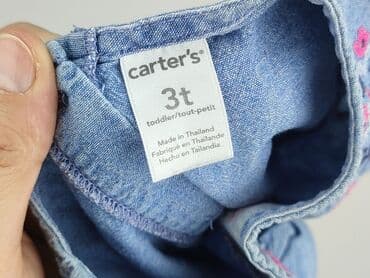 carter's®
3t
toddler/tout-petit
Made in Thailand
Fabriqué en Thaïlande
Hecho en Tailandia